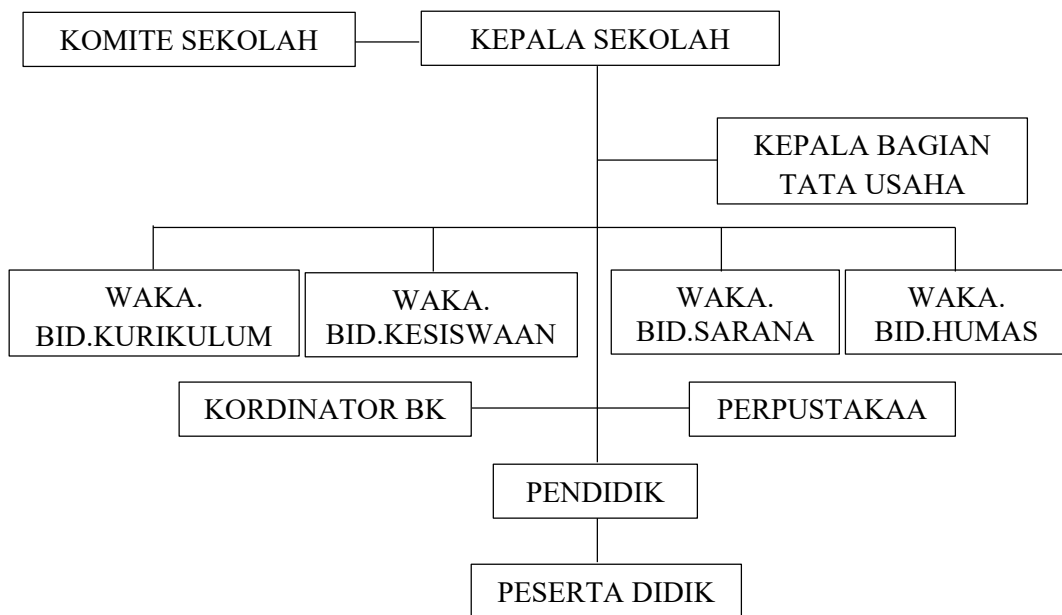 KOMITE SEKOLAH
KEPALA SEKOLAH
KEPALA BAGIAN
TATA USAHA
WAKA.
BID.KURIKULUM
WAKA.
BID.KESISWAAN
WAKA.
BID.SARANA
WAKA.
BID.HUMAS
KORDINATOR BK
PERPUSTAKAA
PENDIDIK
PESERTA DIDIK